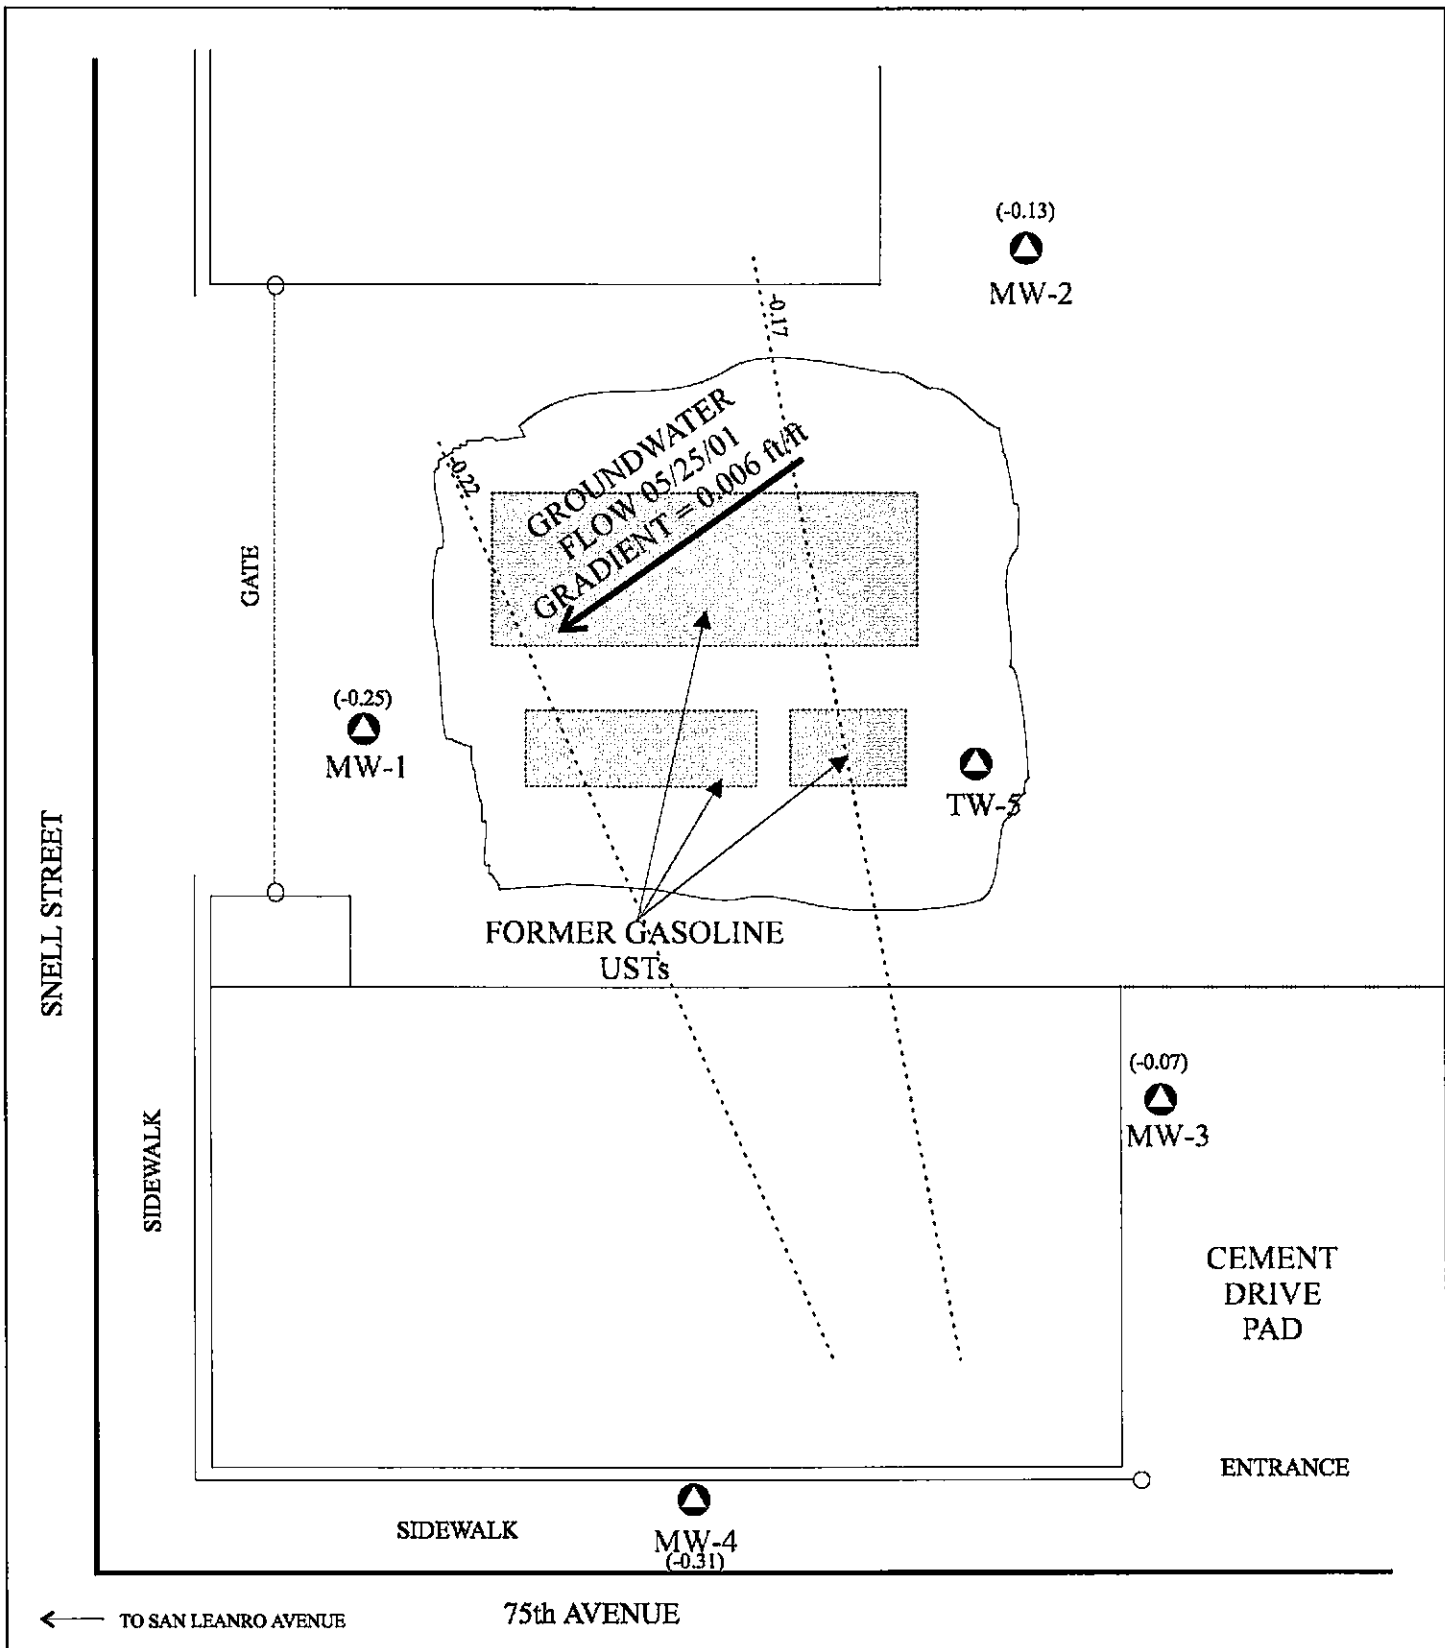 (-0.13)
MW-2
-0.17
-0.22
GROUNDWATER
FLOW 05/25/01
GRADIENT = 0.006 ft/ft
GATE
(-0.25)
MW-1
TW-5
SNELL STREET
FORMER GASOLINE
USTs
(-0.07)
MW-3
SIDEWALK
CEMENT
DRIVE
PAD
ENTRANCE
SIDEWALK
MW-4
(-0.31)
TO SAN LEANRO AVENUE
75th AVENUE